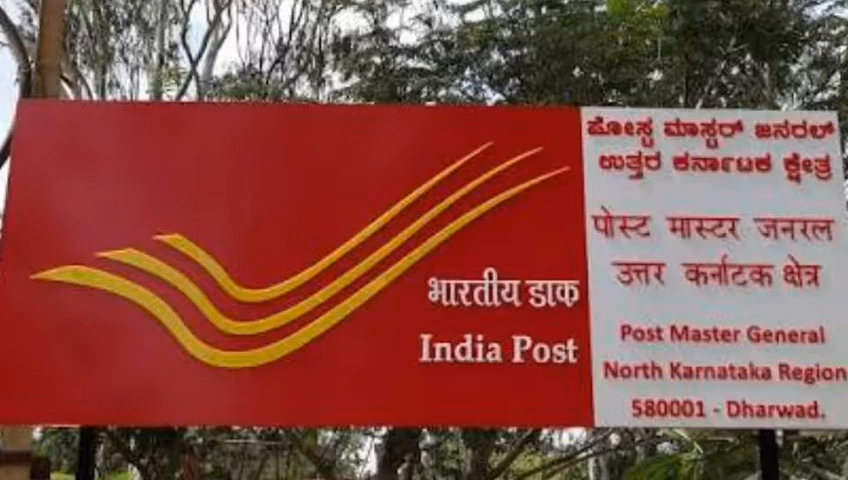 भारतीय डाक
India Post
ಪೋಸ್ಟ ಮಾಸ್ಟರ್ ಜನರಲ್
ಉತ್ತರ ಕರ್ನಾಟಕ ಕ್ಷೇತ್ರ
पोस्ट मास्टर जनरल
उत्तर कर्नाटक क्षेत्र
Post Master General
North Karnataka Region
580001 - Dharwad.